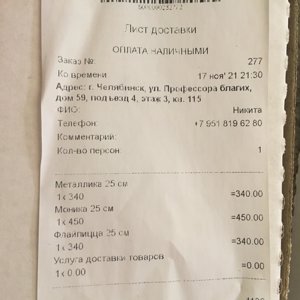 Лист доставки
ОПЛАТА НАЛИЧНЫМИ
Заказ №: 277
Ко времени: 17 ноя' 21 21:30
Адрес: г. Челябинск, ул. Профессора благих,
дом 59, подъезд 4, этаж 3, кв. 115
ФИО: Никита
Телефон: +7 951 819 62 80
Комментарий:
Кол-во персон: 1
Металлика 25 см
1 x 340 =340.00
Моника 25 см
1 x 450 =450.00
Флайпицца 25 см
1 x 340 =340.00
Услуга доставки товаров
1 x 0.00 =0.00